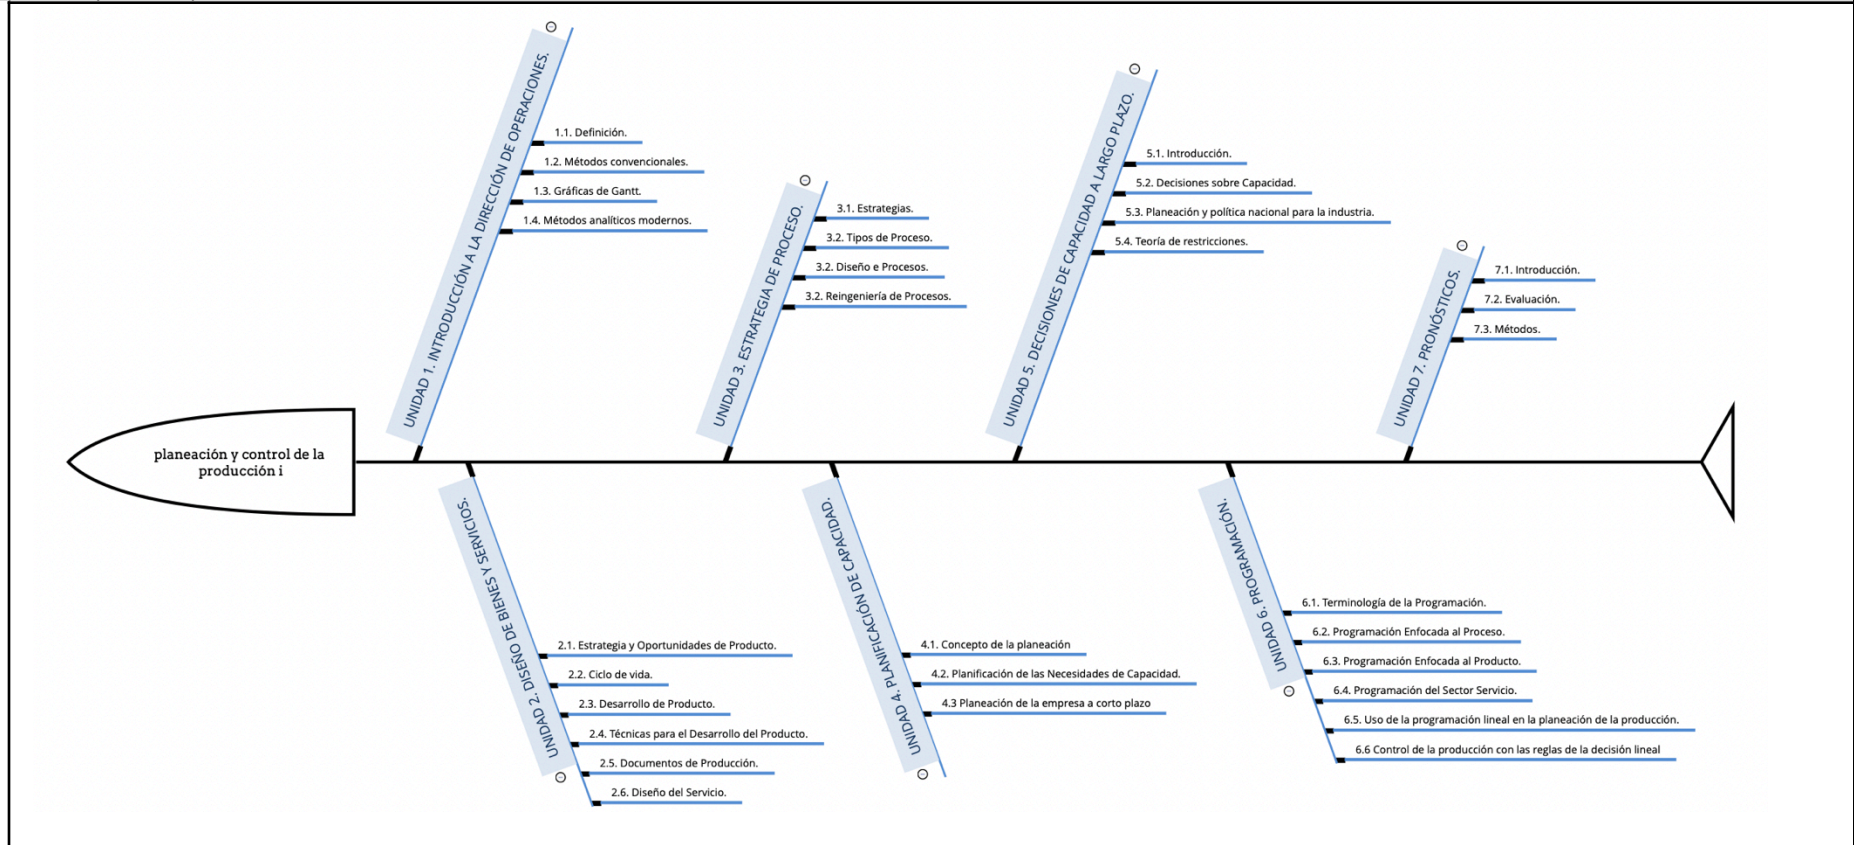 planeación y control de la
producción i
UNIDAD 1. INTRODUCCIÓN A LA DIRECCIÓN DE OPERACIONES.
1.1. Definición.
1.2. Métodos convencionales.
1.3. Gráficas de Gantt.
1.4. Métodos analíticos modernos.
UNIDAD 2. DISEÑO DE BIENES Y SERVICIOS.
2.1. Estrategia y Oportunidades de Producto.
2.2. Ciclo de vida.
2.3. Desarrollo de Producto.
2.4. Técnicas para el Desarrollo del Producto.
2.5. Documentos de Producción.
2.6. Diseño del Servicio.
UNIDAD 3. ESTRATEGIA DE PROCESO.
3.1. Estrategias.
3.2. Tipos de Proceso.
3.2. Diseño e Procesos.
3.2. Reingeniería de Procesos.
UNIDAD 4. PLANIFICACIÓN DE CAPACIDAD.
4.1. Concepto de la planeación
4.2. Planificación de las Necesidades de Capacidad.
4.3 Planeación de la empresa a corto plazo
UNIDAD 5. DECISIONES DE CAPACIDAD A LARGO PLAZO.
5.1. Introducción.
5.2. Decisiones sobre Capacidad.
5.3. Planeación y política nacional para la industria.
5.4. Teoría de restricciones.
UNIDAD 6. PROGRAMACIÓN.
6.1. Terminología de la Programación.
6.2. Programación Enfocada al Proceso.
6.3. Programación Enfocada al Producto.
6.4. Programación del Sector Servicio.
6.5. Uso de la programación lineal en la planeación de la producción.
6.6 Control de la producción con las reglas de la decisión lineal
UNIDAD 7. PRONÓSTICOS.
7.1. Introducción.
7.2. Evaluación.
7.3. Métodos.